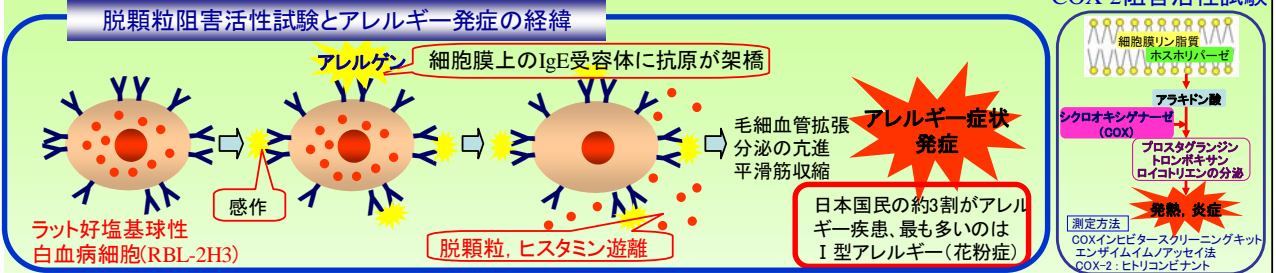 脱顆粒阻害活性試験とアレルギー発症の経緯
アレルゲン
細胞膜上のIgE受容体に抗原が架橋
感作
ラット好塩基球性
白血病細胞(RBL-2H3)
脱顆粒, ヒスタミン遊離
毛細血管拡張
分泌の亢進
平滑筋収縮
アレルギー症状
発症
日本国民の約3割がアレル
ギー疾患、最も多いのは
Ⅰ型アレルギー(花粉症)
COX-2阻害活性試験
細胞膜リン脂質
ホスホリパーゼ
アラキドン酸
シクロオキシゲナーゼ
(COX)
プロスタグランジン
トロンボキサン
ロイコトリエンの分泌
発熱, 炎症
測定方法
COXインヒビタースクリーニングキット
エンザイムイムノアッセイ法
COX-2：ヒトリコンビナント